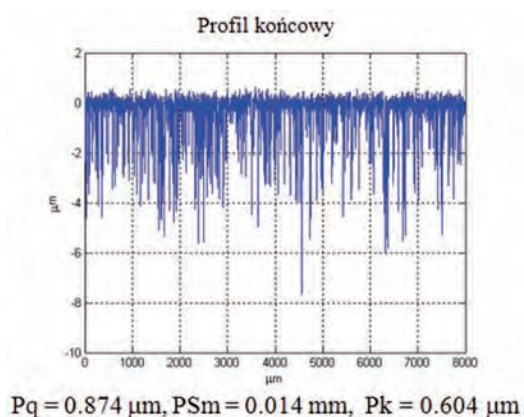 Profil końcowy
2
0
-2
-4
-6
-8
-10
μm
0 1000 2000 3000 4000 5000 6000 7000 8000
μm
Pq = 0.874 μm, PSm = 0.014 mm, Pk = 0.604 μm